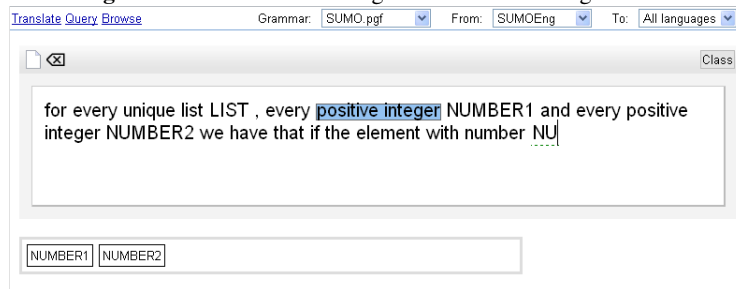 Translate Query Browse Grammar: SUMO.pgf From: SUMOEng To: All languages
Class
for every unique list LIST , every positive integer NUMBER1 and every positive
integer NUMBER2 we have that if the element with number NU
NUMBER1 NUMBER2